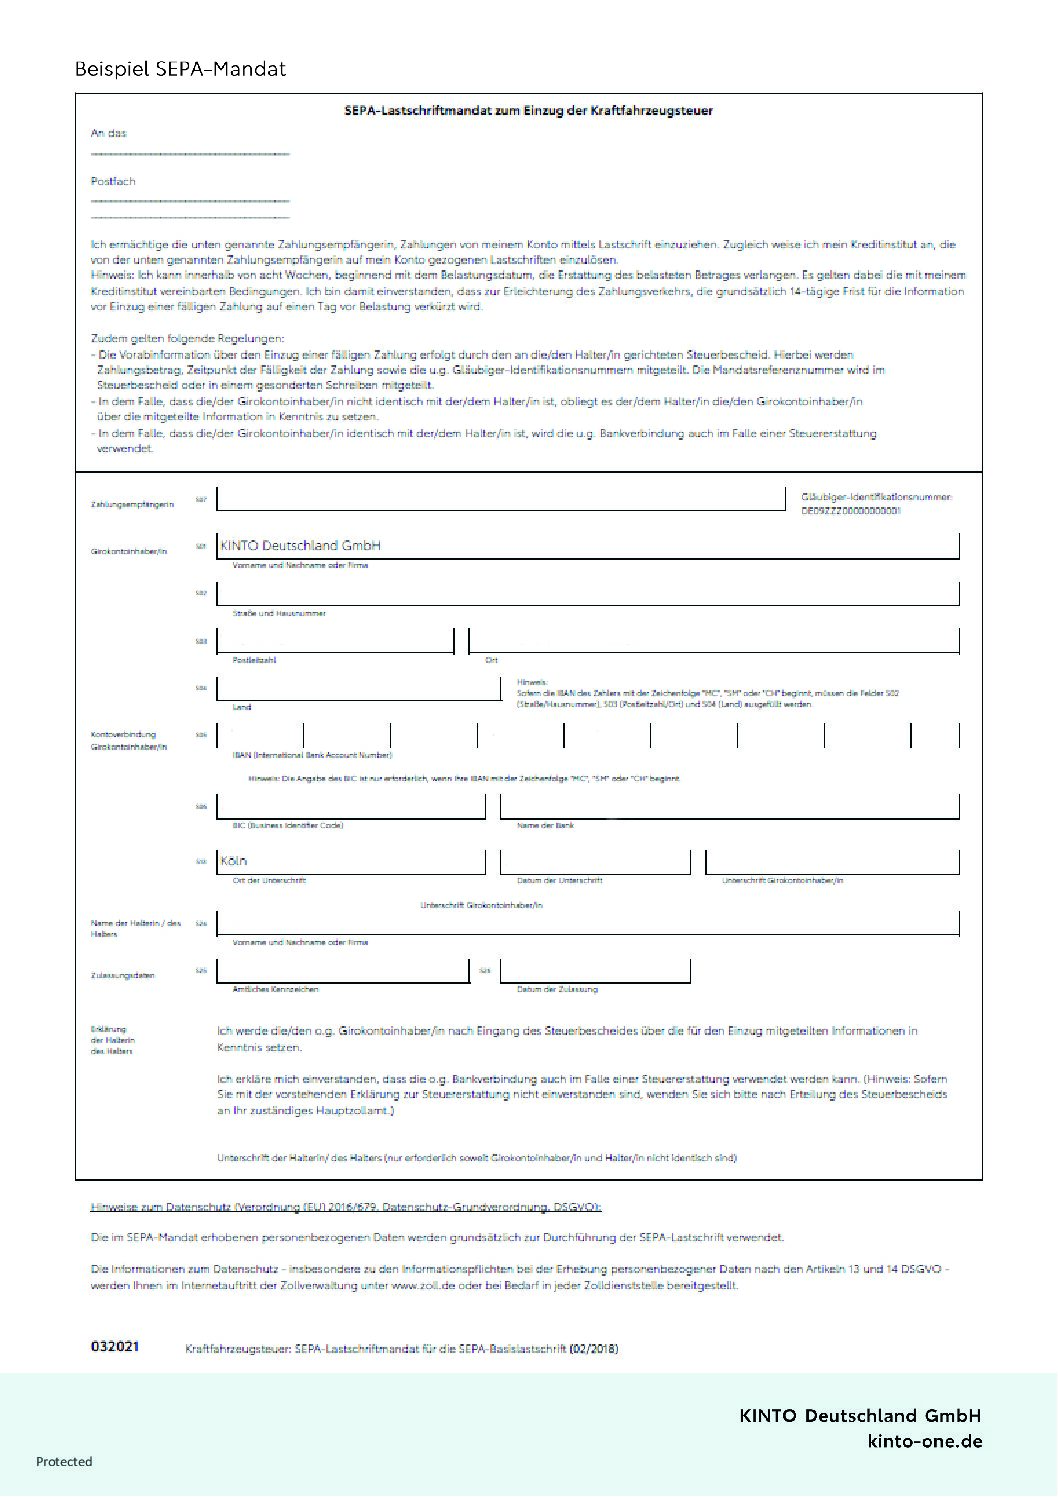 Beispiel SEPA-Mandat
SEPA-Lastschriftmandat zum Einzug der Kraftfahrzeugsteuer
An das
Postfach
Ich ermächtige die unten genannte Zahlungsempfängerin, Zahlungen von meinem Konto mittels Lastschrift einzuziehen. Zugleich weise ich mein Kreditinstitut an, die
von der unten genannten Zahlungsempfängerin auf mein Konto gezogenen Lastschriften einzulösen.
Hinweis: Ich kann innerhalb von acht Wochen, beginnend mit dem Belastungsdatum, die Erstattung des belasteten Betrages verlangen. Es gelten dabei die mit meinem
Kreditinstitut vereinbarten Bedingungen. Ich bin damit einverstanden, dass zur Erleichterung des Zahlungsverkehrs, die grundsätzlich 14-tägige Frist für die Information
vor Einzug einer fälligen Zahlung auf einen Tag vor Belastung verkürzt wird.
Zudem gelten folgende Regelungen:
- Die Vorabinformation über den Einzug einer fälligen Zahlung erfolgt durch den an die/den Halter/in gerichteten Steuerbescheid. Hierbei werden
Zahlungsbetrag, Zeitpunkt der Fälligkeit der Zahlung sowie die u.g. Gläubiger-Identifikationsnummern mitgeteilt. Die Mandatsreferenznummer wird im
Steuerbescheid oder in einem gesonderten Schreiben mitgeteilt.
- In dem Falle, dass die/der Girokontoinhaber/in nicht identisch mit der/dem Halter/in ist, obliegt es der/dem Halter/in die/den Girokontoinhaber/in
über die mitgeteilte Information in Kenntnis zu setzen.
- In dem Falle, dass die/der Girokontoinhaber/in identisch mit der/dem Halter/in ist, wird die u.g. Bankverbindung auch im Falle einer Steuererstattung
verwendet.
Zahlungsempfängerin S07 Gläubiger-Identifikationsnummer:
DE09ZZZ00000000001
Girokontoinhaber/in S01 KINTO Deutschland GmbH
Vorname und Nachname oder Firma
S02
Straße und Hausnummer
S03
Postleitzahl Ort
S04 Hinweis:
Sofern die IBAN des Zahlers mit der Zeichenfolge "MC", "SM" oder "CH" beginnt, müssen die Felder S02
(Straße/Hausnummer), S03 (Postleitzahl/Ort) und S04 (Land) ausgefüllt werden
Land
Kontoverbindung S05
Girokontoinhaber/in
IBAN (International Bank Account Number)
Hinweis: Die Angabe des BIC ist nur erforderlich, wenn Ihre IBAN mit der Zeichenfolge "MC", "SM" oder "CH" beginnt.
S06
BIC (Business Identifier Code) Name der Bank
Köln
Ort der Unterschrift Datum der Unterschrift Unterschrift Girokontoinhaber/in
Unterschrift Girokontoinhaber/in
Name der Halterin / des
Halters
Vorname und Nachname oder Firma
Zulassungsdaten S25
Amtliches Kennzeichen Datum der Zulassung
Erklärung
der Halterin
des Halters
Ich werde die/den o.g. Girokontoinhaber/in nach Eingang des Steuerbescheides über die für den Einzug mitgeteilten Informationen in
Kenntnis setzen.
Ich erkläre mich einverstanden, dass die o.g. Bankverbindung auch im Falle einer Steuererstattung verwendet werden kann. (Hinweis: Sofern
Sie mit der vorstehenden Erklärung zur Steuererstattung nicht einverstanden sind, wenden Sie sich bitte nach Erteilung des Steuerbescheids
an Ihr zuständiges Hauptzollamt.)
Unterschrift der Halterin/ des Halters (nur erforderlich soweit Girokontoinhaber/in und Halter/in nicht identisch sind)
Hinweise zum Datenschutz (Verordnung (EU) 2016/679, Datenschutz-Grundverordnung, DSGVO):
Die im SEPA-Mandat erhobenen personenbezogenen Daten werden grundsätzlich zur Durchführung der SEPA-Lastschrift verwendet.
Die Informationen zum Datenschutz - insbesondere zu den Informationspflichten bei der Erhebung personenbezogener Daten nach den Artikeln 13 und 14 DSGVO -
werden Ihnen im Internetauftritt der Zollverwaltung unter www.zoll.de oder bei Bedarf in jeder Zolldienststelle bereitgestellt.
032021 Kraftfahrzeugsteuer: SEPA-Lastschriftmandat für die SEPA-Basislastschrift (02/2018)
KINTO Deutschland GmbH
kinto-one.de
Protected